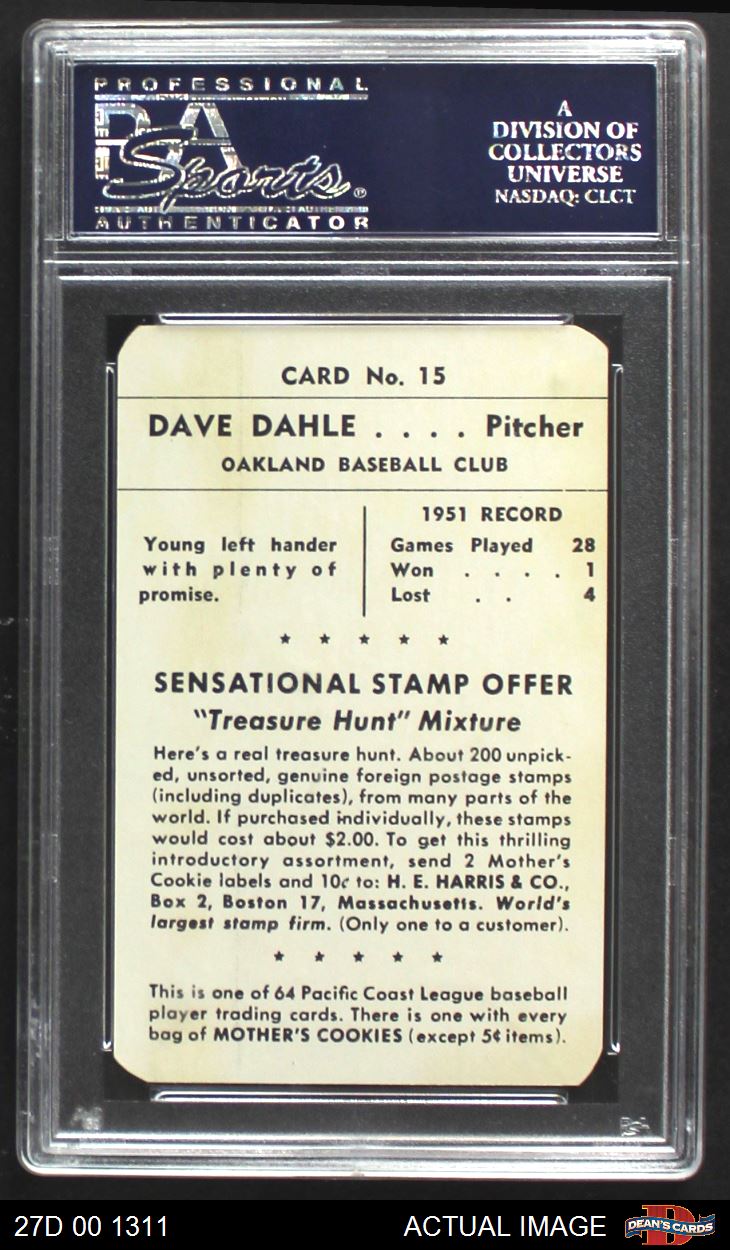 PROFESSIONAL
PSA
Sports®
AUTHENTICATOR
A
DIVISION OF
COLLECTORS
UNIVERSE
NASDAQ: CLCT
CARD No. 15
DAVE DAHLE . . . . Pitcher
OAKLAND BASEBALL CLUB
Young left hander
with plenty of
promise.
1951 RECORD
Games Played 28
Won . . . . 1
Lost . . 4
★ ★ ★ ★ ★
SENSATIONAL STAMP OFFER
"Treasure Hunt" Mixture
Here's a real treasure hunt. About 200 unpick-
ed, unsorted, genuine foreign postage stamps
(including duplicates), from many parts of the
world. If purchased individually, these stamps
would cost about $2.00. To get this thrilling
introductory assortment, send 2 Mother's
Cookie labels and 10¢ to: H. E. HARRIS & CO.,
Box 2, Boston 17, Massachusetts. World's
largest stamp firm. (Only one to a customer).
★ ★ ★ ★ ★
This is one of 64 Pacific Coast League baseball
player trading cards. There is one with every
bag of MOTHER'S COOKIES (except 5¢ items).
27D 00 1311
ACTUAL IMAGE
DEAN'S CARDS